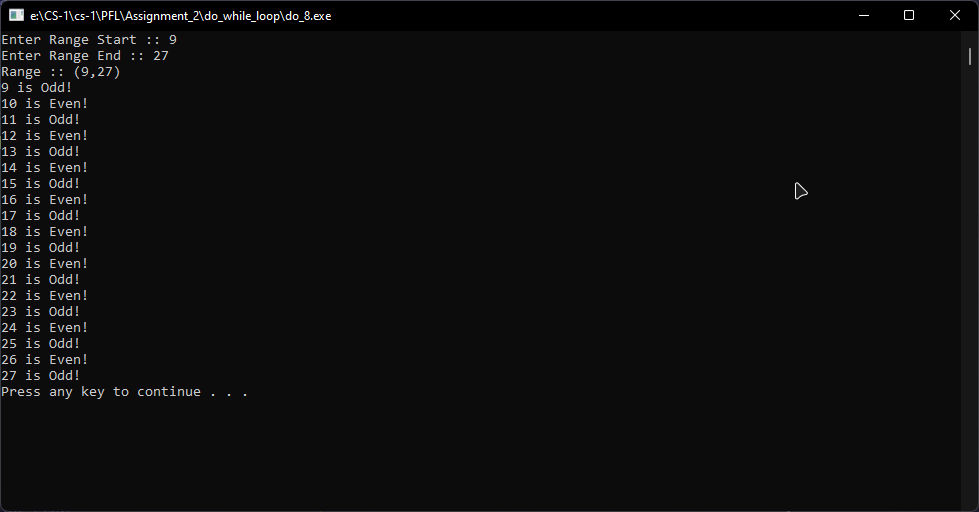 e:\CS-1\cs-1\PFL\Assignment_2\do_while_loop\do_8.exe
Enter Range Start :: 9
Enter Range End :: 27
Range :: (9,27)
9 is Odd!
10 is Even!
11 is Odd!
12 is Even!
13 is Odd!
14 is Even!
15 is Odd!
16 is Even!
17 is Odd!
18 is Even!
19 is Odd!
20 is Even!
21 is Odd!
22 is Even!
23 is Odd!
24 is Even!
25 is Odd!
26 is Even!
27 is Odd!
Press any key to continue . . .